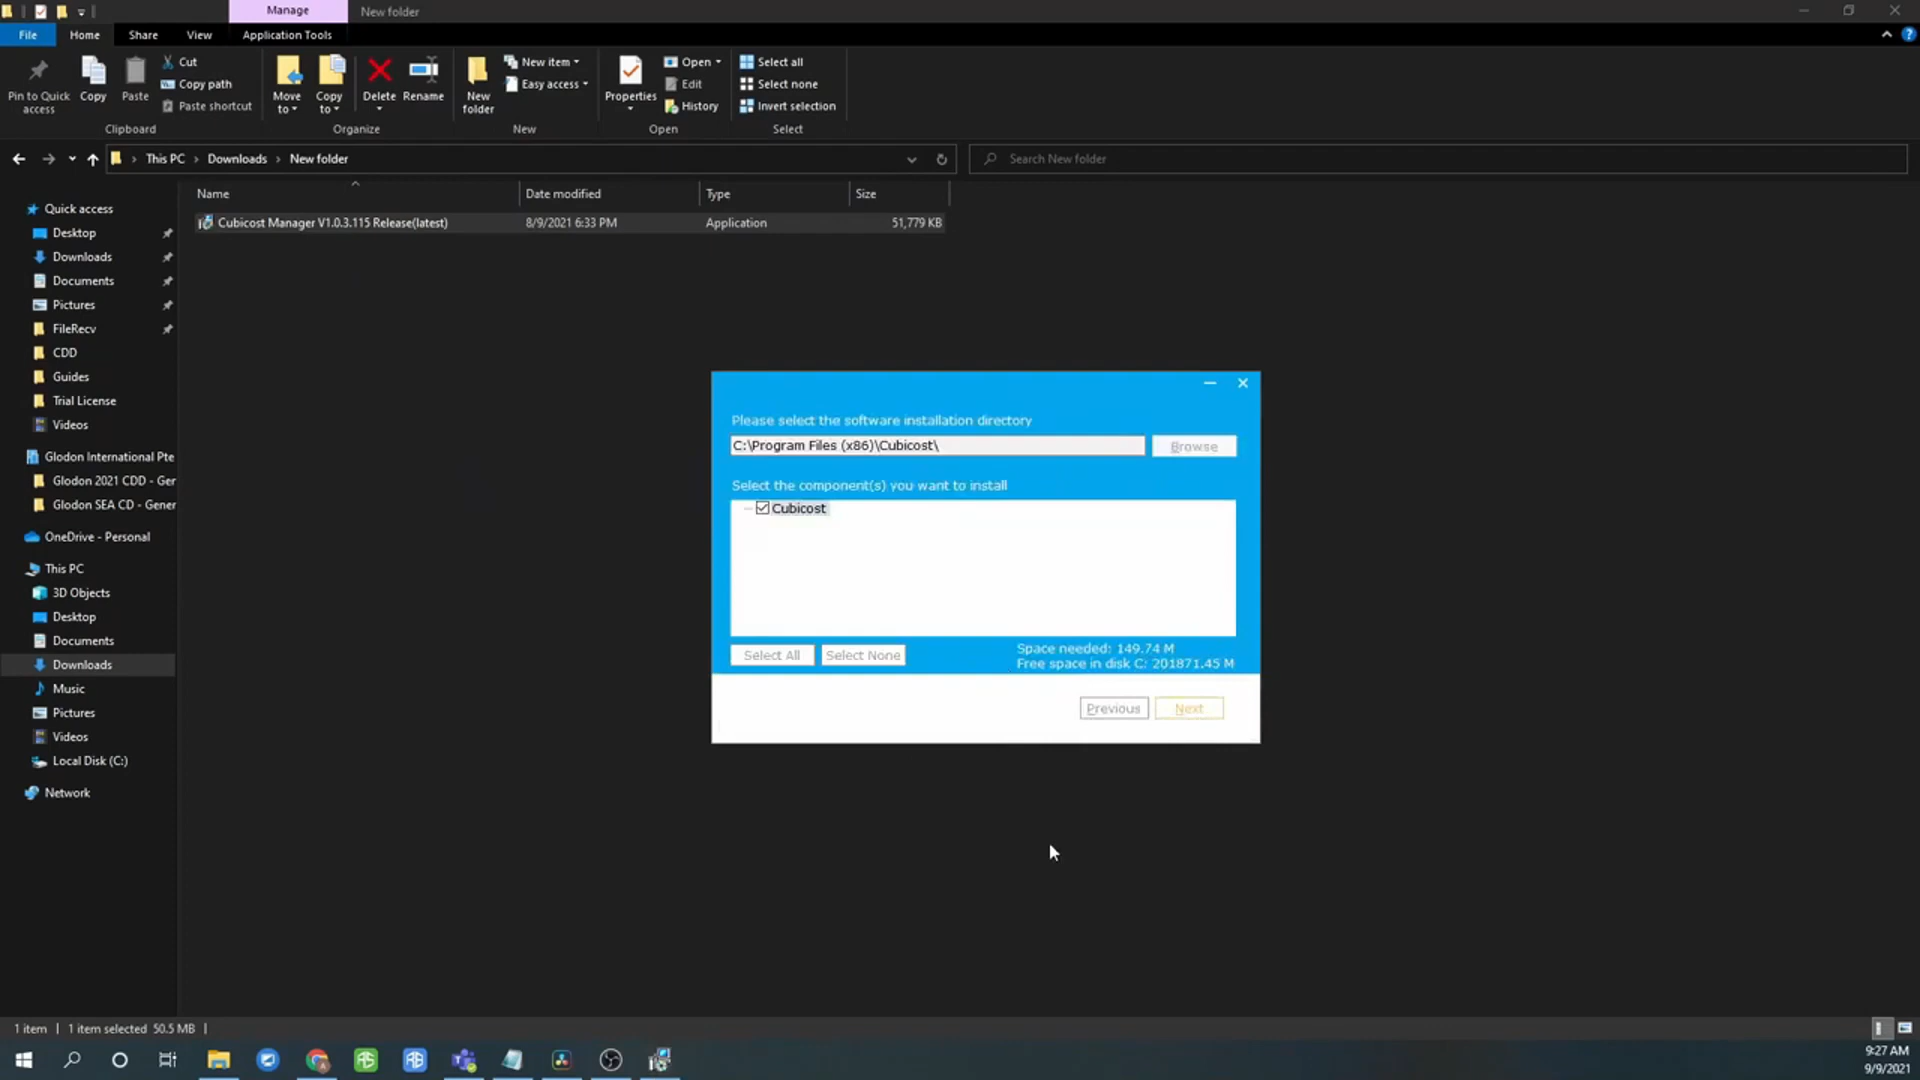 Manage
New folder
File
Home
Share
View
Application Tools
Pin to Quick
access
Copy
Paste
Cut
Copy path
Paste shortcut
Clipboard
Move
to
Copy
to
Delete
Rename
Organize
New
folder
New item
Easy access
New
Properties
Open
Edit
History
Open
Select all
Select none
Invert selection
Select
This PC
Downloads
New folder
Search New folder
Name
Date modified
Type
Size
Cubicost Manager V1.0.3.115 Release(latest)
8/9/2021 6:33 PM
Application
51,779 KB
Quick access
Desktop
Downloads
Documents
Pictures
FileRecv
CDD
Guides
Trial License
Videos
Glodon International Pte
Glodon 2021 CDD - Ger
Glodon SEA CD - Gener
OneDrive - Personal
This PC
3D Objects
Desktop
Documents
Downloads
Music
Pictures
Videos
Local Disk (C:)
Network
Please select the software installation directory
C:\Program Files (x86)\Cubicost\
Browse
Select the component(s) you want to install
Cubicost
Select All
Select None
Space needed: 149.74 M
Free space in disk C: 201871.45 M
Previous
Next
1 item
1 item selected 50.5 MB
9:27 AM
9/9/2021